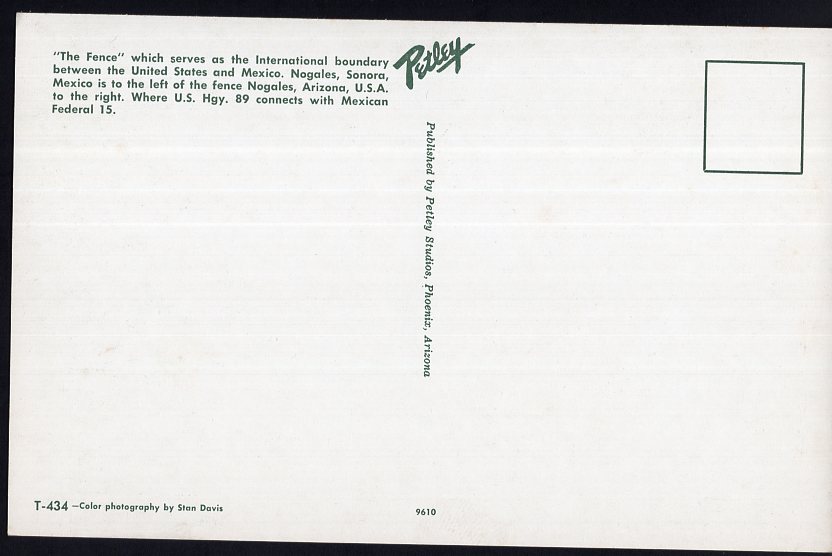 "The Fence" which serves as the International boundary
between the United States and Mexico. Nogales, Sonora,
Mexico is to the left of the fence Nogales, Arizona, U.S.A.
to the right. Where U.S. Hgy. 89 connects with Mexican
Federal 15.
Petley
Published by Petley Studios, Phoenix, Arizona
T-434 —Color photography by Stan Davis
9610